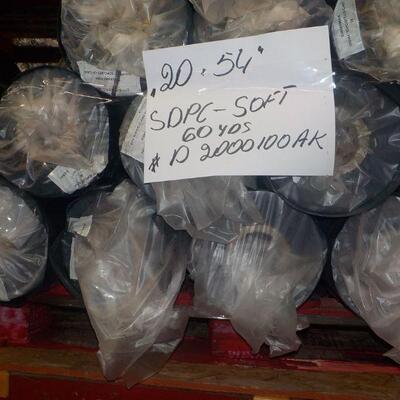 .20.54"
SDPC-SOFT
60 YDS
# D 2000100AK